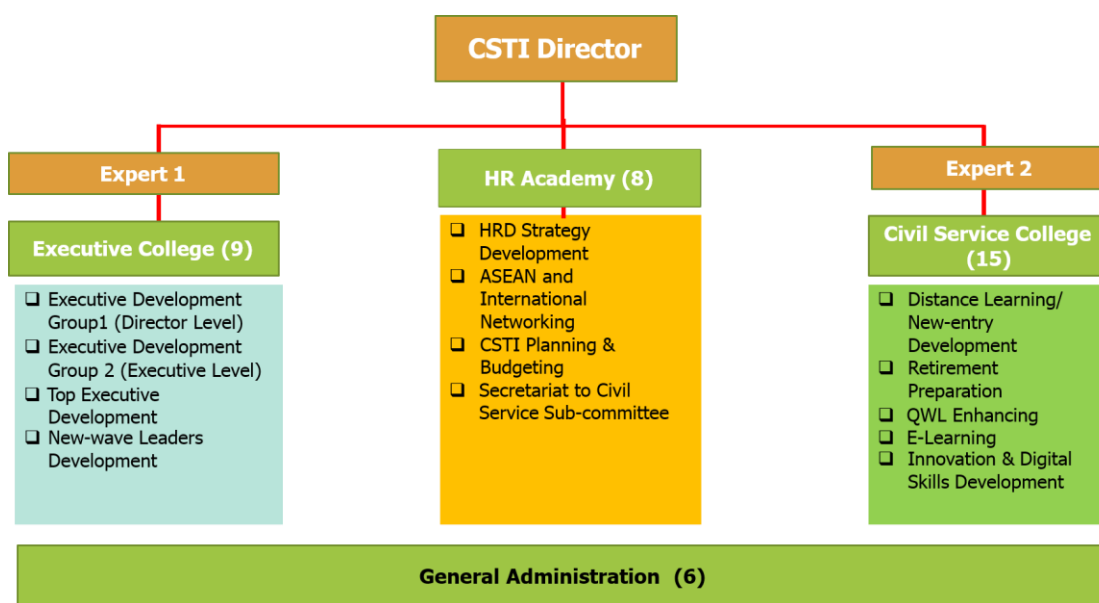 CSTI Director
Expert 1
Executive College (9)
❑ Executive Development
Group1 (Director Level)
❑ Executive Development
Group 2 (Executive Level)
❑ Top Executive
Development
❑ New-wave Leaders
Development
HR Academy (8)
❑ HRD Strategy
Development
❑ ASEAN and
International
Networking
❑ CSTI Planning &
Budgeting
❑ Secretariat to Civil
Service Sub-committee
Expert 2
Civil Service College
(15)
❑ Distance Learning/
New-entry
Development
❑ Retirement
Preparation
❑ QWL Enhancing
❑ E-Learning
❑ Innovation & Digital
Skills Development
General Administration (6)